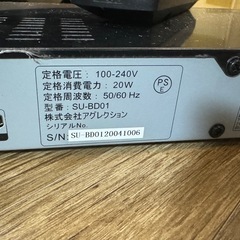 定格電圧：100-240V
定格消費電力：20W
定格周波数：50/60 Hz
型番：SU-BD01
株式会社アグレクション
シリアルNo.
S/N: SU-BD0120041006
PS
E